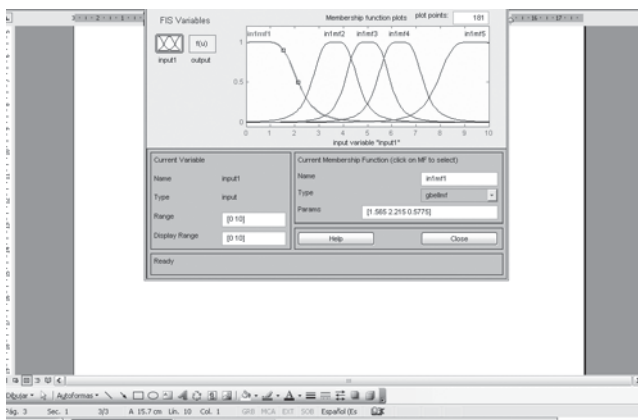 FIS Variables
Membership function plots
plot points:
181
in1mf1
in1mf2
in1mf3
in1mf4
in1mf5
1
0.5
0
f(u)
input1
output
0 1 2 3 4 5 6 7 8 9 10
input variable "input1"
Current Variable
Name
input1
Type
input
Range
[0 10]
Display Range
[0 10]
Current Membership Function (click on MF to select)
Name
in1mf1
Type
gbellmf
Params
[1.565 2.215 0.5775]
Help
Close
Ready
Dibujar
Autoformas
Pág. 3
Sec. 1
3/3
A 15.7 cm
Lín. 10
Col. 1
GRB MCA EXT SOB
Español (Es